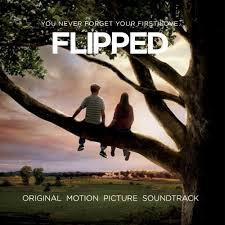 YOU NEVER FORGET YOUR FIRST LOVE.
FLIPPED
ORIGINAL MOTION PICTURE SOUNDTRACK